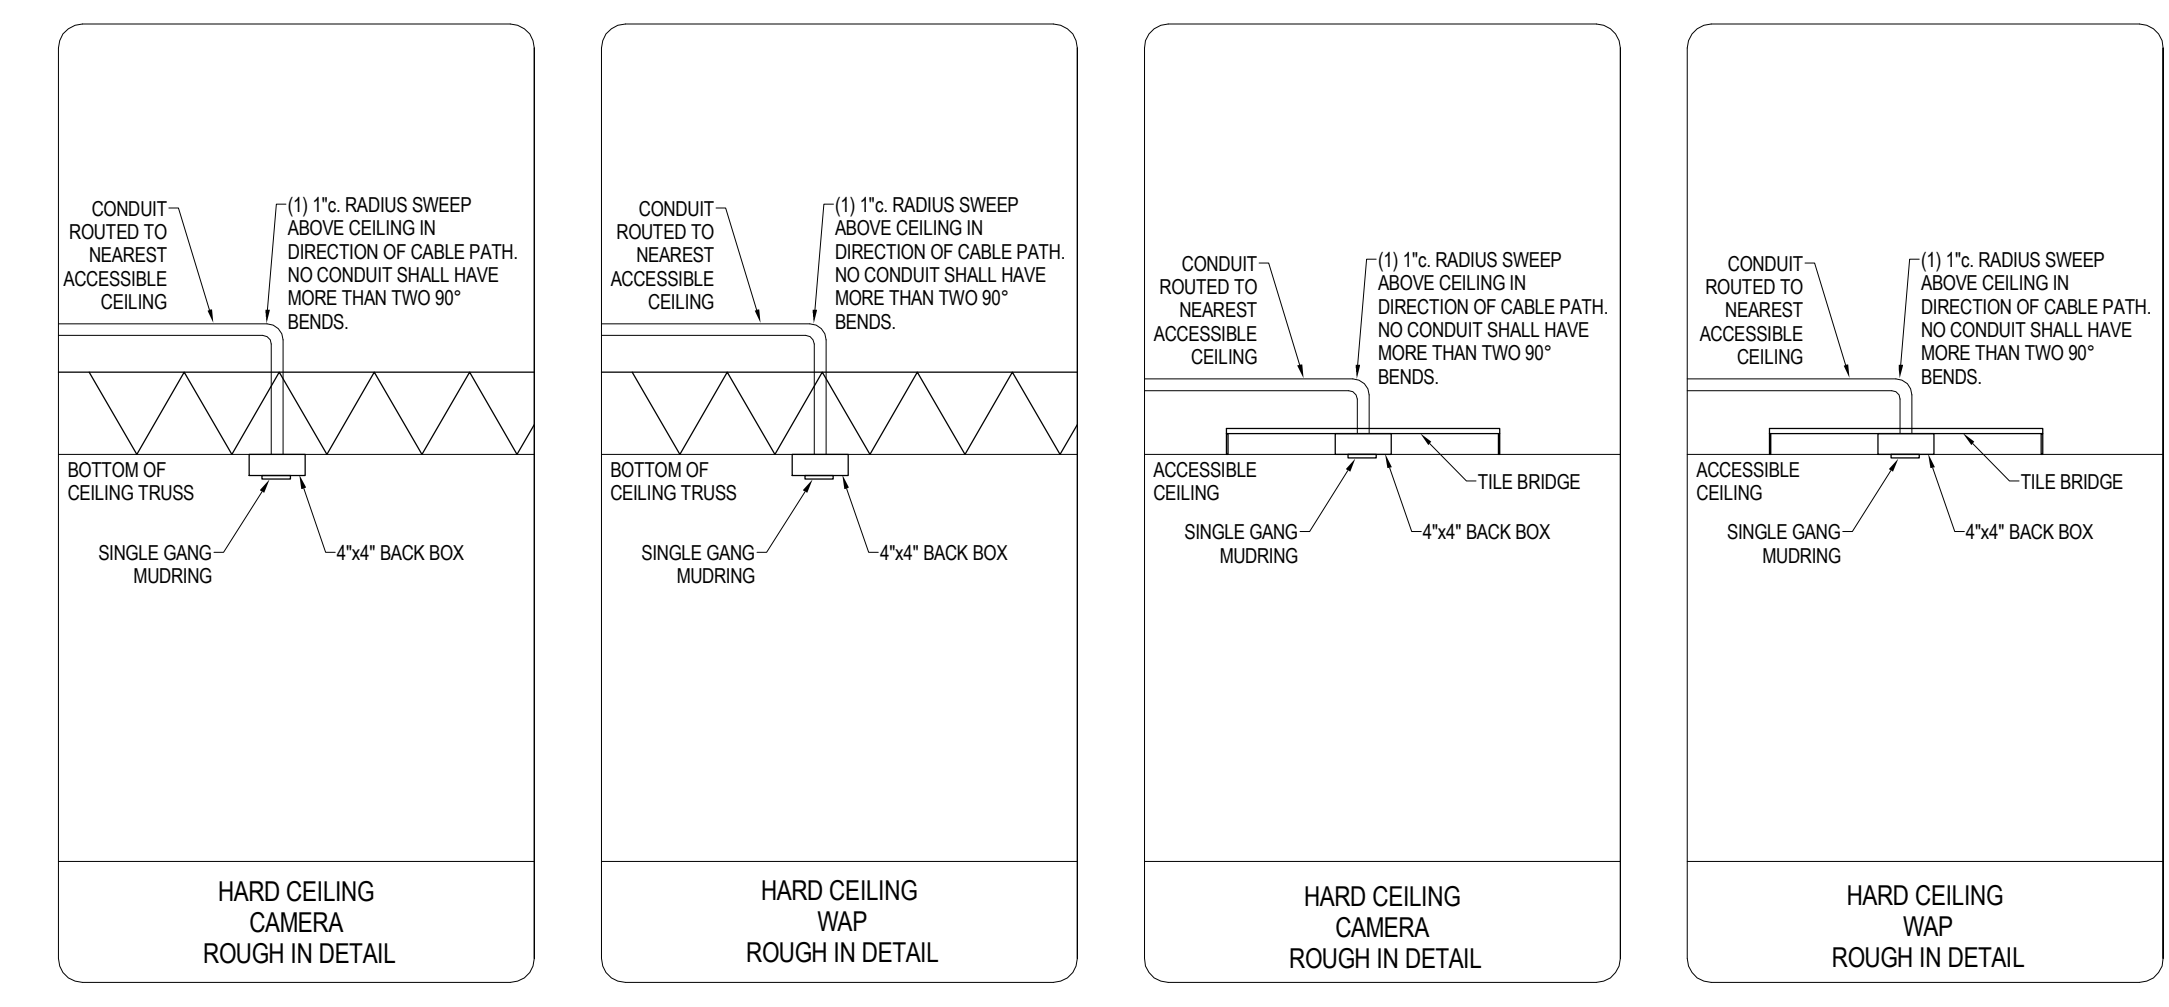 CONDUIT
ROUTED TO
NEAREST
ACCESSIBLE
CEILING
(1) 1"c. RADIUS SWEEP
ABOVE CEILING IN
DIRECTION OF CABLE PATH.
NO CONDUIT SHALL HAVE
MORE THAN TWO 90°
BENDS.
BOTTOM OF
CEILING TRUSS
SINGLE GANG
MUDRING
4"x4" BACK BOX
HARD CEILING
CAMERA
ROUGH IN DETAIL
CONDUIT
ROUTED TO
NEAREST
ACCESSIBLE
CEILING
(1) 1"c. RADIUS SWEEP
ABOVE CEILING IN
DIRECTION OF CABLE PATH.
NO CONDUIT SHALL HAVE
MORE THAN TWO 90°
BENDS.
BOTTOM OF
CEILING TRUSS
SINGLE GANG
MUDRING
4"x4" BACK BOX
HARD CEILING
WAP
ROUGH IN DETAIL
CONDUIT
ROUTED TO
NEAREST
ACCESSIBLE
CEILING
(1) 1"c. RADIUS SWEEP
ABOVE CEILING IN
DIRECTION OF CABLE PATH.
NO CONDUIT SHALL HAVE
MORE THAN TWO 90°
BENDS.
ACCESSIBLE
CEILING
TILE BRIDGE
SINGLE GANG
MUDRING
4"x4" BACK BOX
HARD CEILING
CAMERA
ROUGH IN DETAIL
CONDUIT
ROUTED TO
NEAREST
ACCESSIBLE
CEILING
(1) 1"c. RADIUS SWEEP
ABOVE CEILING IN
DIRECTION OF CABLE PATH.
NO CONDUIT SHALL HAVE
MORE THAN TWO 90°
BENDS.
ACCESSIBLE
CEILING
TILE BRIDGE
SINGLE GANG
MUDRING
4"x4" BACK BOX
HARD CEILING
WAP
ROUGH IN DETAIL